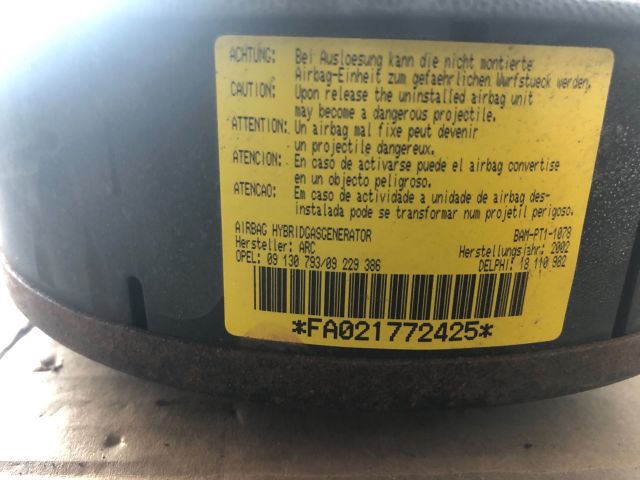 ACHTUNG: Bei Ausloesung kann die nicht montierte
Airbag-Einheit zum gefaehrlichen Wurfstueck werden.
CAUTION: Upon release the uninstalled airbag unit
may become a dangerous projectile.
ATTENTION: Un airbag mal fixe peut devenir
un projectile dangereux.
ATENCION: En caso de activarse puede el airbag convertise
en un objecto peligroso.
ATENCAO: Em caso de actividade a unidade de airbag des-
instalada pode se transformar num projetil perigoso.
AIRBAG HYBRIDGASGENERATOR BAM-PT1-1078
Hersteller: ARC Herstellungsjahr: 2002
OPEL: 09 130 793/09 229 386 DELPHI: 18 110 982
*FA021772425*